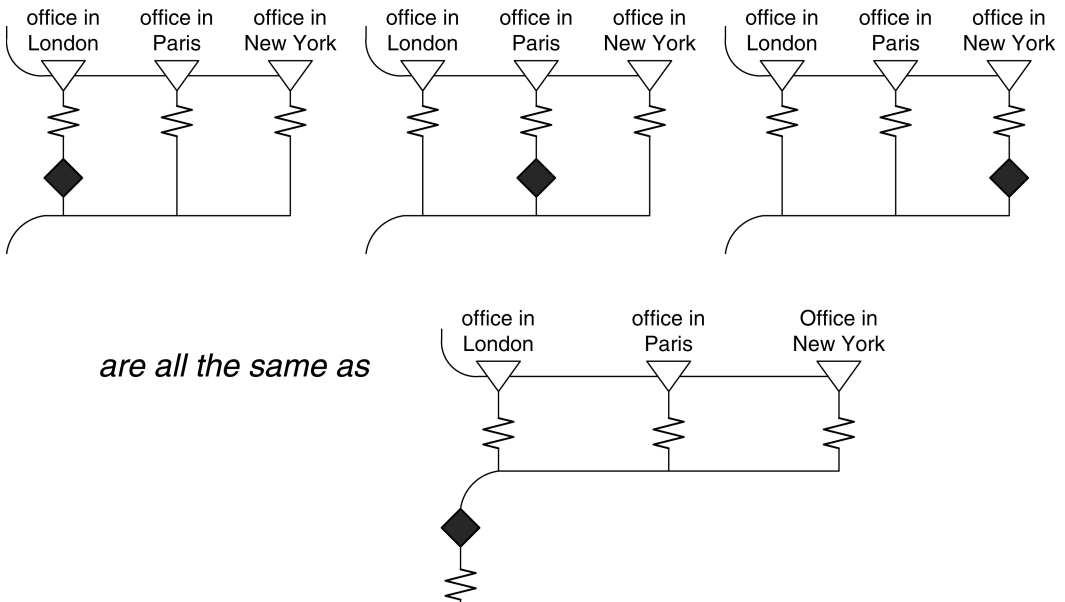 office in
London
office in
Paris
office in
New York
office in
London
office in
Paris
office in
New York
office in
London
office in
Paris
office in
New York
are all the same as
office in
London
office in
Paris
Office in
New York